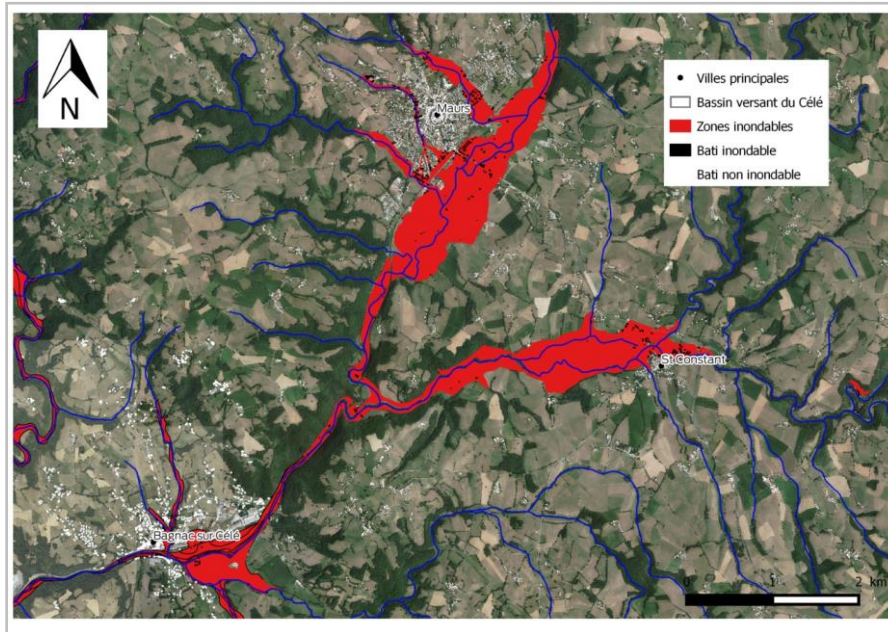 N
Villes principales
Bassin versant du Célé
Zones inondables
Bati inondable
Bati non inondable
Maurs
St Constant
Bagnac sur Célé
0 1 2 km